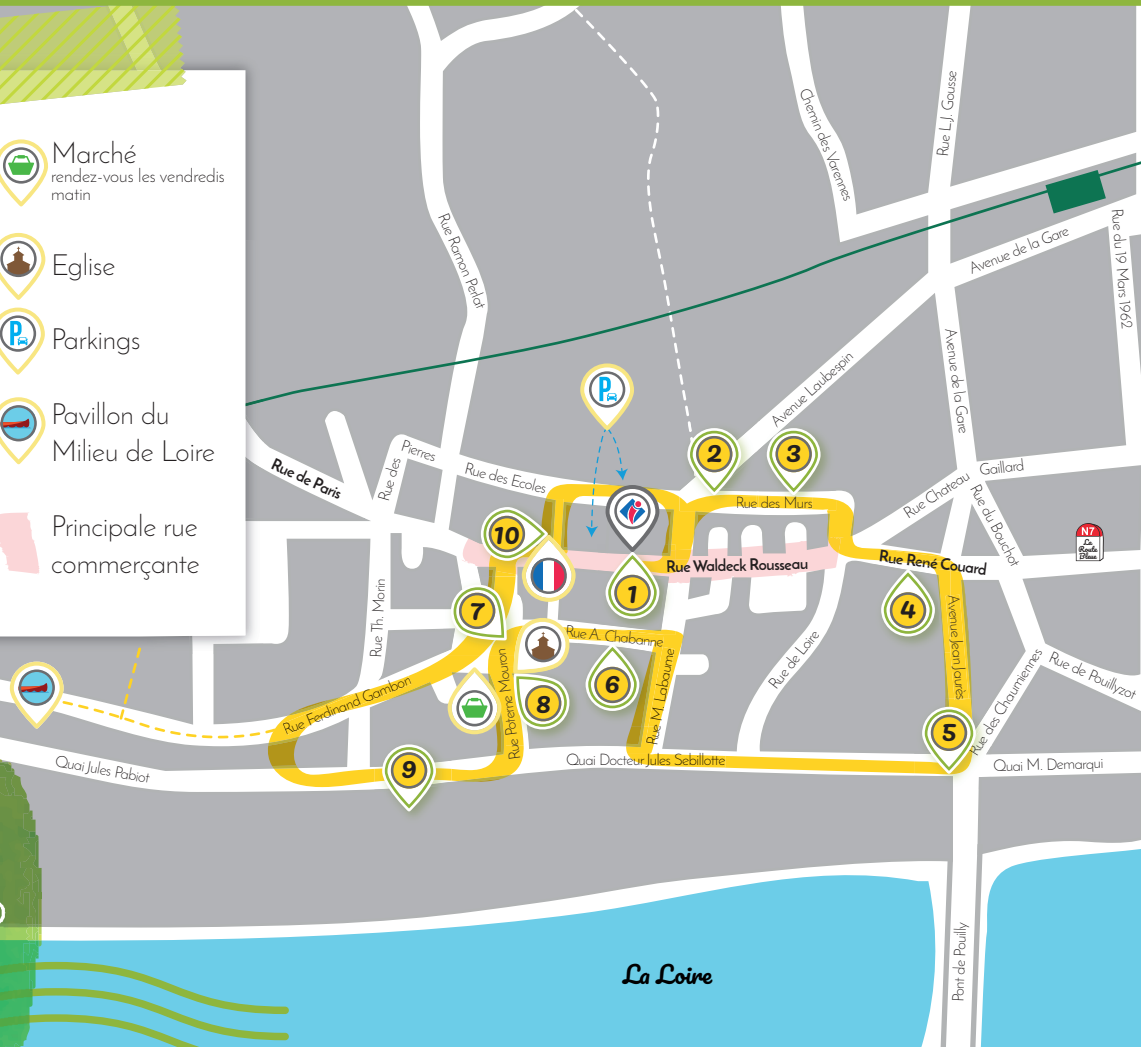 Marché
rendez-vous les vendredis
matin
Eglise
Parkings
Pavillon du
Milieu de Loire
Principale rue
commerçante
Chemin des Varennes
Rue L.J. Gousse
Rue Ramon Perlat
Avenue de la Gare
Rue du 19 Mars 1962
Avenue de la Gare
Avenue Laubespin
P
P
Rue de Paris
Rue des
Pierres
Rue des Ecoles
2
3
Rue des Murs
Rue Chateau
Gaillard
Rue du Bouchot
N7
La
Route
Bleue
10
Rue Waldeck Rousseau
Rue René Couard
1
4
7
Rue Th. Morin
Rue A. Chabanne
Avenue Jean Jaurès
Rue de Loire
Rue des Chaumiennes
Rue de Pouillyzot
6
8
Rue M. Labaume
Rue Ferdinand Gambon
5
9
Quai Jules Pabiot
Quai Docteur Jules Sebillotte
Quai M. Demarqui
La Loire
Pont de Pouilly